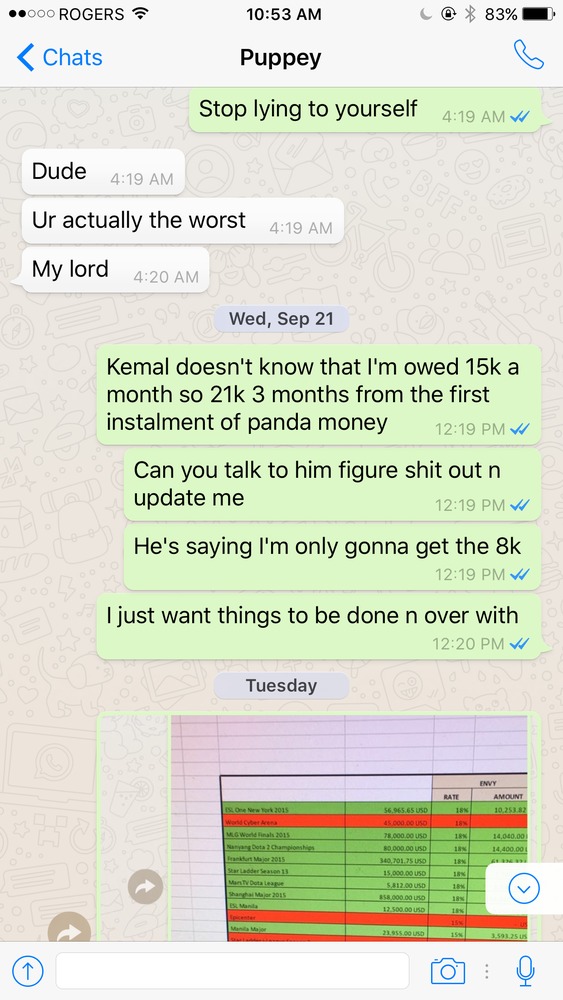 ROGERS 10:53 AM 83%
Chats Puppey
Stop lying to yourself 4:19 AM
Dude 4:19 AM
Ur actually the worst 4:19 AM
My lord 4:20 AM
Wed, Sep 21
Kemal doesn't know that I'm owed 15k a
month so 21k 3 months from the first
instalment of panda money 12:19 PM
Can you talk to him figure shit out n
update me 12:19 PM
He's saying I'm only gonna get the 8k
12:19 PM
I just want things to be done n over with
12:20 PM
Tuesday
ENVY
RATE AMOUNT
ESL One New York 2015 56,965.65 USD 18% 10,253.82
World Cyber Arena 45,000.00 USD 18%
MLG World Finals 2015 78,000.00 USD 18% 14,040.00
Nanyang Dota 2 Championships 80,000.00 USD 18% 14,400.00
Frankfurt Major 2015 340,701.75 USD 18%
Star Ladder Season 13 15,000.00 USD 18%
MarsTV Dota League 5,812.00 USD 18%
Shanghai Major 2015 858,000.00 USD 18%
ESL Manila 12,500.00 USD 18%
Epicenter 15%
Manila Major 23,955.00 USD 15% 3,593.25 US